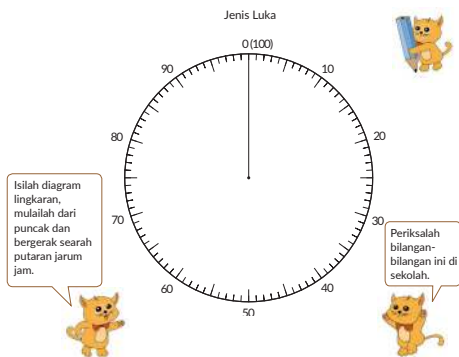 Jenis Luka
0 (100)
10
20
30
40
50
60
70
80
90
Isilah diagram
lingkaran,
mulailah dari
puncak dan
bergerak searah
putaran jarum
jam.
Periksalah
bilangan-
bilangan ini di
sekolah.